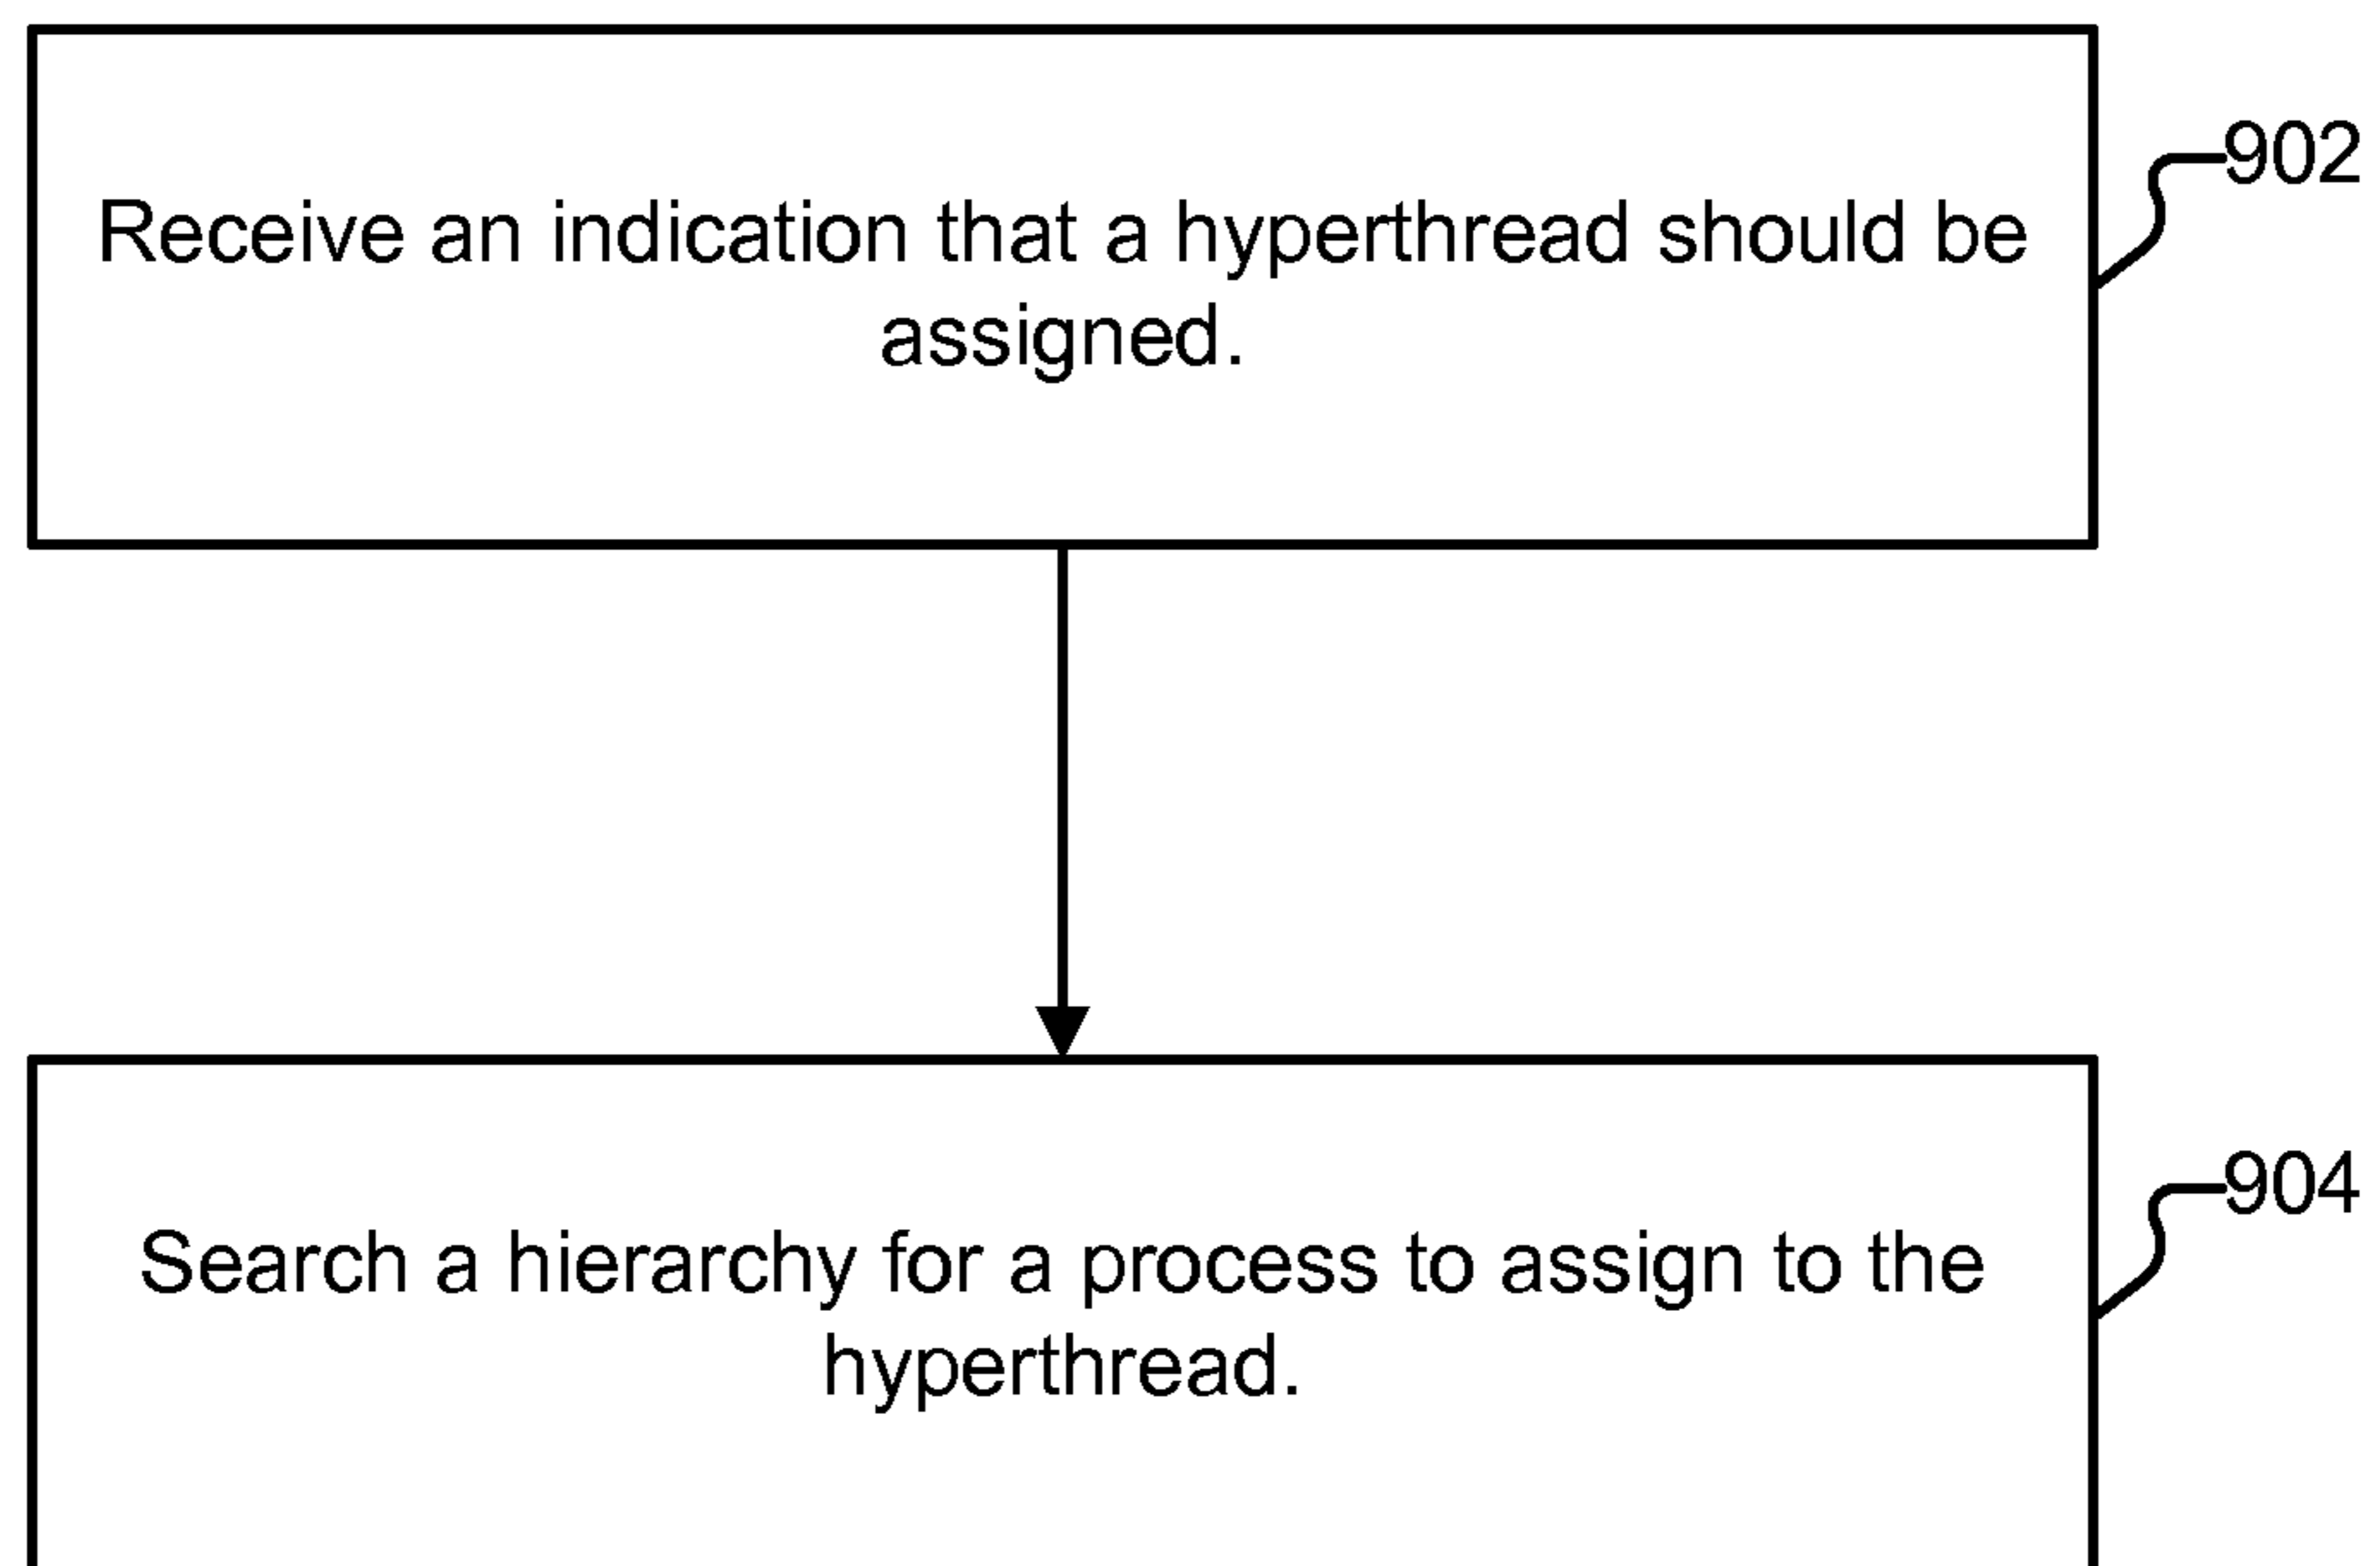 Receive an indication that a hyperthread should be
assigned.
902
Search a hierarchy for a process to assign to the
hyperthread.
904